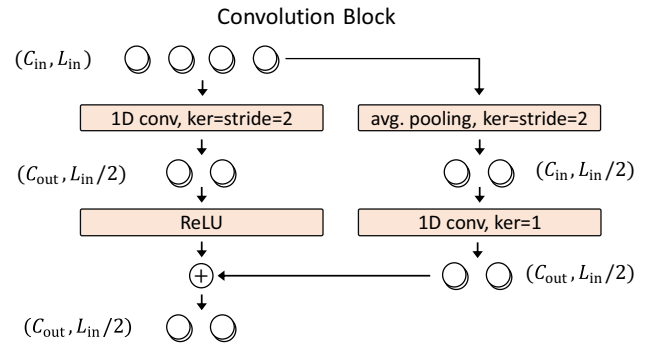 Convolution Block
(C_in, L_in)
1D conv, ker=stride=2
avg. pooling, ker=stride=2
(C_out, L_in/2)
(C_in, L_in/2)
ReLU
1D conv, ker=1
+
(C_out, L_in/2)
(C_out, L_in/2)